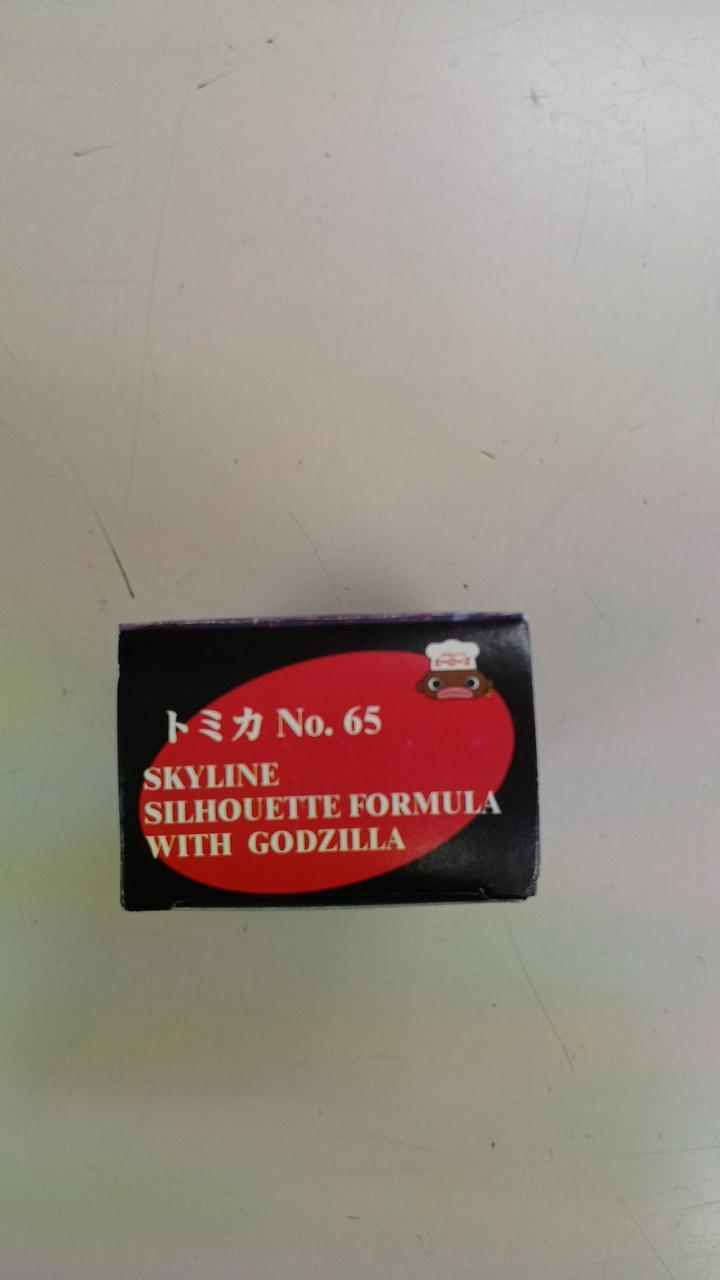 トミカ No. 65
SKYLINE
SILHOUETTE FORMULA
WITH GODZILLA